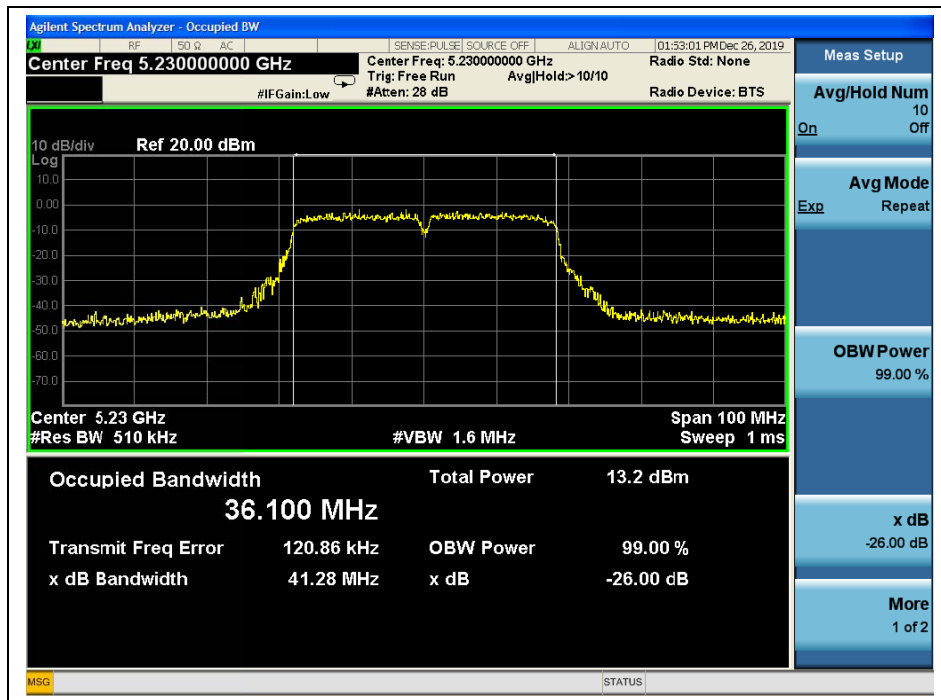 Agilent Spectrum Analyzer - Occupied BW
LXI RF 50 Ω AC SENSE:PULSE SOURCE OFF ALIGN AUTO 01:53:01 PM Dec 26, 2019
Center Freq 5.230000000 GHz Center Freq: 5.230000000 GHz Radio Std: None
Trig: Free Run Avg|Hold:> 10/10
#IFGain:Low #Atten: 28 dB Radio Device: BTS
10 dB/div Ref 20.00 dBm
Log
10.0
0.00
-10.0
-20.0
-30.0
-40.0
-50.0
-60.0
-70.0
Center 5.23 GHz Span 100 MHz
#Res BW 510 kHz #VBW 1.6 MHz Sweep 1 ms
Occupied Bandwidth Total Power 13.2 dBm
36.100 MHz
Transmit Freq Error 120.86 kHz OBW Power 99.00 %
x dB Bandwidth 41.28 MHz x dB -26.00 dB
Meas Setup
Avg/Hold Num
10
On Off
Avg Mode
Exp Repeat
OBW Power
99.00 %
x dB
-26.00 dB
More
1 of 2
MSG STATUS